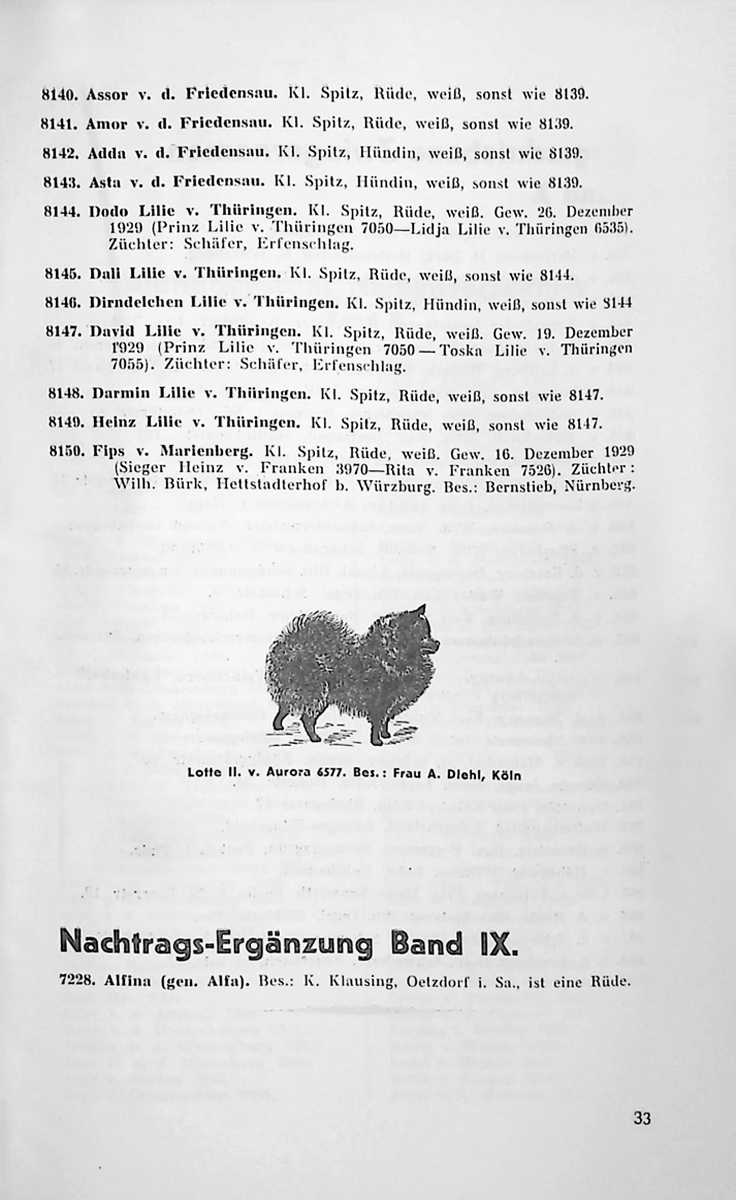 8140. Assor v. d. Friedensau. Kl. Spitz, Rüde, weiß, sonst wie 8139.
8141. Amor v. d. Friedensau. Kl. Spitz, Rüde, weiß, sonst wie 8139.
8142. Adda v. d. Friedensau. Kl. Spitz, Hündin, weiß, sonst wie 8139.
8143. Asta v. d. Friedensau. Kl. Spitz, Hündin, weiß, sonst wie 8139.
8144. Dodo Lilie v. Thüringen. Kl. Spitz, Rüde, weiß. Gew. 26. Dezember
1929 (Prinz Lilie v. Thüringen 7050—Lidja Lilie v. Thüringen 6535).
Züchter: Schäfer, Erfenschlag.
8145. Dali Lilie v. Thüringen. Kl. Spitz, Rüde, weiß, sonst wie 8144.
8146. Dirndelchen Lilie v. Thüringen. Kl. Spitz, Hündin, weiß, sonst wie 8144
8147. David Lilie v. Thüringen. Kl. Spitz, Rüde, weiß. Gew. 19. Dezember
1929 (Prinz Lilie v. Thüringen 7050 — Toska Lilie v. Thüringen
7055). Züchter: Schäfer, Erfenschlag.
8148. Darmin Lilie v. Thüringen. Kl. Spitz, Rüde, weiß, sonst wie 8147.
8149. Heinz Lilie v. Thüringen. Kl. Spitz, Rüde, weiß, sonst wie 8147.
8150. Fips v. Marienberg. Kl. Spitz, Rüde, weiß. Gew. 16. Dezember 1929
(Sieger Heinz v. Franken 3970—Rita v. Franken 7526). Züchter:
Wilh. Bürk, Hettstadterhof b. Würzburg. Bes.: Bernstieb, Nürnberg.
Lotte II. v. Aurora 6577. Bes.: Frau A. Diehl, Köln
Nachtrags-Ergänzung Band IX.
7228. Alfina (gen. Alfa). Bes.: K. Klausing, Oetzdorf i. Sa., ist eine Rüde.
33